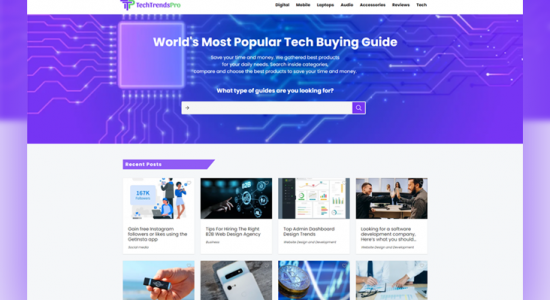 TechTrendsPro
Digital Mobile Laptops Audio Accessories Reviews Tech
World's Most Popular Tech Buying Guide
Save your time and money. We gathered best products
for your daily needs. Search inside categories,
compare and choose the best products to save your time and money.
What type of guides are you looking for?
Recent Posts
167K
Followers
Gain free Instagram
followers or likes using the
GetInsta app
Social media
Tips For Hiring The Right
B2B Web Design Agency
Business
Top Admin Dashboard
Design Trends
Website Design and Development
Looking for a software
development company.
Here's what you should...
Website Design and Development